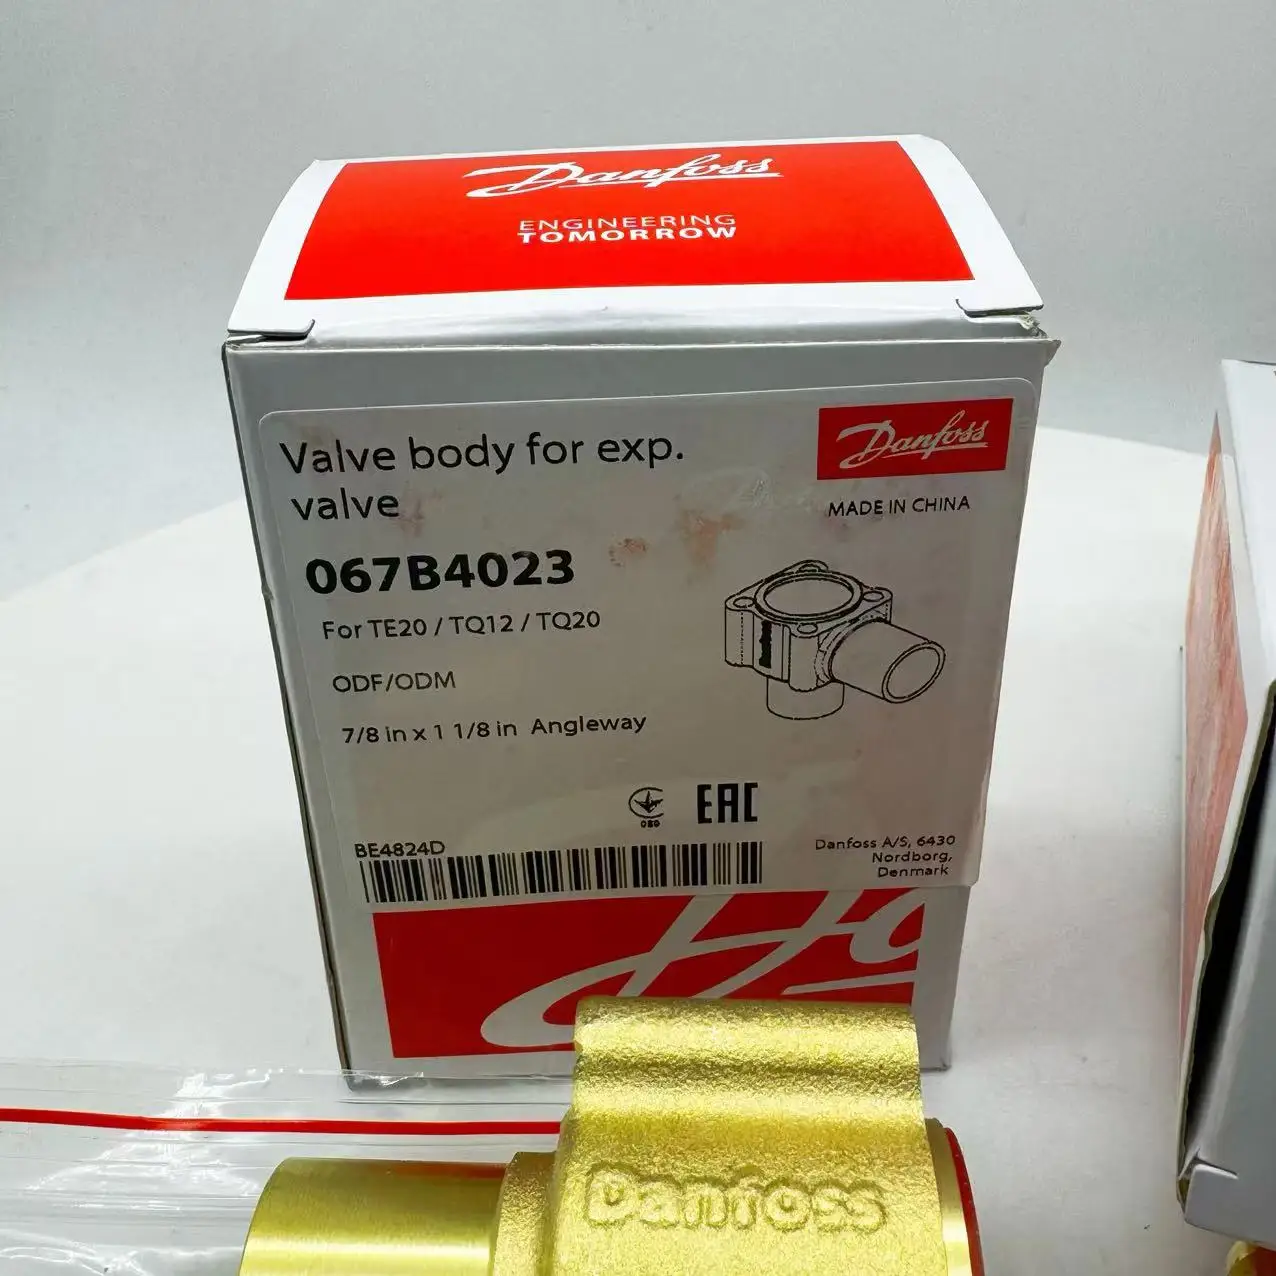 Danfoss
ENGINEERING
TOMORROW
Valve body for exp.
valve
Danfoss
MADE IN CHINA
067B4023
For TE20 / TQ12 / TQ20
ODF/ODM
7/8 in x 1 1/8 in Angleway
Danfoss
EAC
BE4824D
Danfoss A/S, 6430
Nordborg,
Denmark
Danfoss